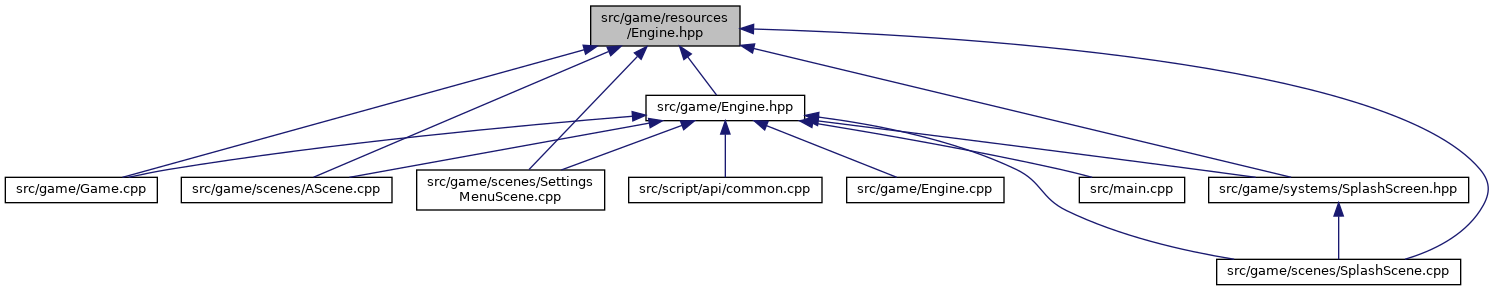 src/game/resources
/Engine.hpp
src/game/Engine.hpp
src/game/Game.cpp
src/game/scenes/AScene.cpp
src/game/scenes/Settings
MenuScene.cpp
src/script/api/common.cpp
src/game/Engine.cpp
src/main.cpp
src/game/systems/SplashScreen.hpp
src/game/scenes/SplashScene.cpp